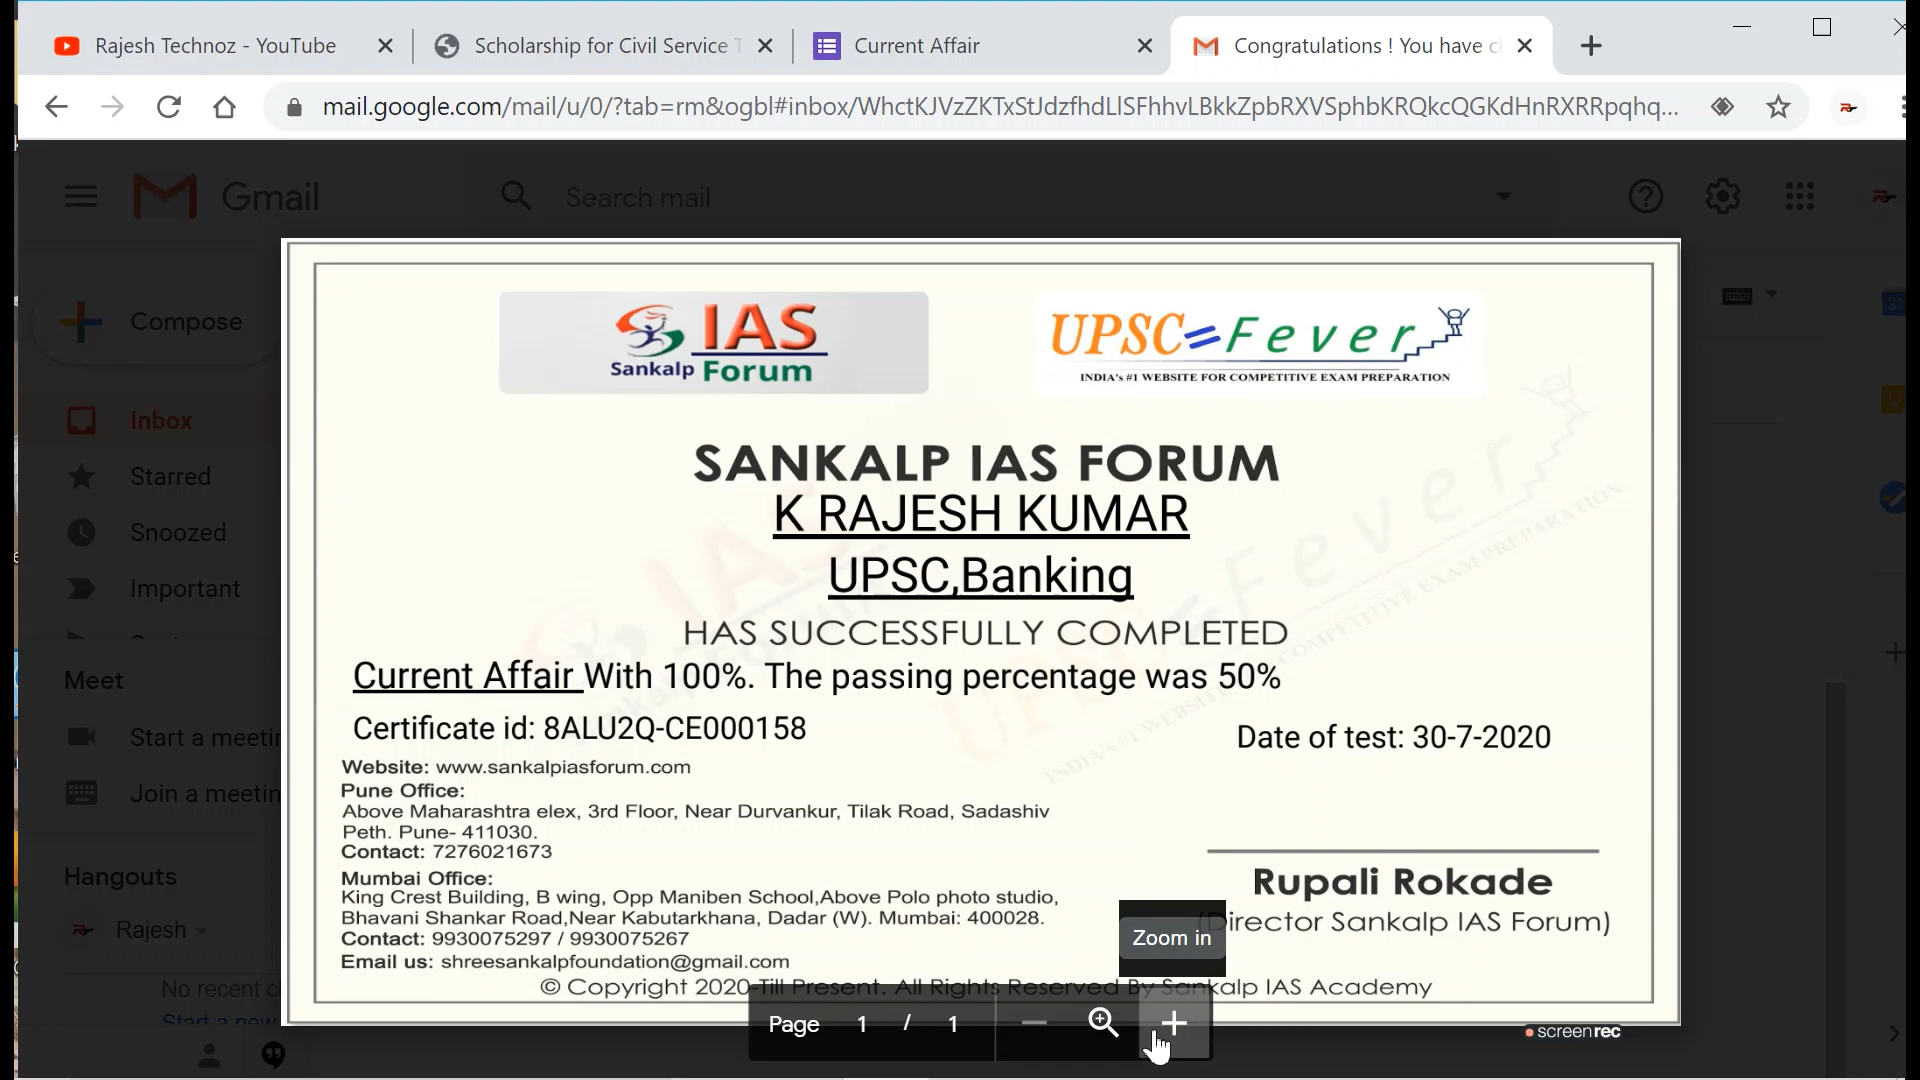 Rajesh Technoz - YouTube
Scholarship for Civil Service T
Current Affair
Congratulations ! You have c
mail.google.com/mail/u/0/?tab=rm&ogbl#inbox/WhctKJVzZKTxStJdzfhdLlSFhhvLBkkZpbRXVSphbKRQkcQGKdHnRXRRpqhq...
Gmail
Search mail
Compose
Inbox
Starred
Snoozed
Important
Meet
Start a meetin
Join a meetin
Hangouts
Rajesh
No recent c
Start a new
IAS
Sankalp Forum
UPSC=Fever
INDIA's #1 WEBSITE FOR COMPETITIVE EXAM PREPARATION
SANKALP IAS FORUM
K RAJESH KUMAR
UPSC,Banking
HAS SUCCESSFULLY COMPLETED
Current Affair With 100%. The passing percentage was 50%
Certificate id: 8ALU2Q-CE000158
Date of test: 30-7-2020
Website: www.sankalpiasforum.com
Pune Office:
Above Maharashtra elex, 3rd Floor, Near Durvankur, Tilak Road, Sadashiv
Peth. Pune- 411030.
Contact: 7276021673
Mumbai Office:
King Crest Building, B wing, Opp Maniben School,Above Polo photo studio,
Bhavani Shankar Road,Near Kabutarkhana, Dadar (W). Mumbai: 400028.
Contact: 9930075297 / 9930075267
Email us: shreesankalpfoundation@gmail.com
Rupali Rokade
(Director Sankalp IAS Forum)
Zoom in
© Copyright 2020-Till Present. All Rights Reserved By Sankalp IAS Academy
Page 1 / 1
screenrec